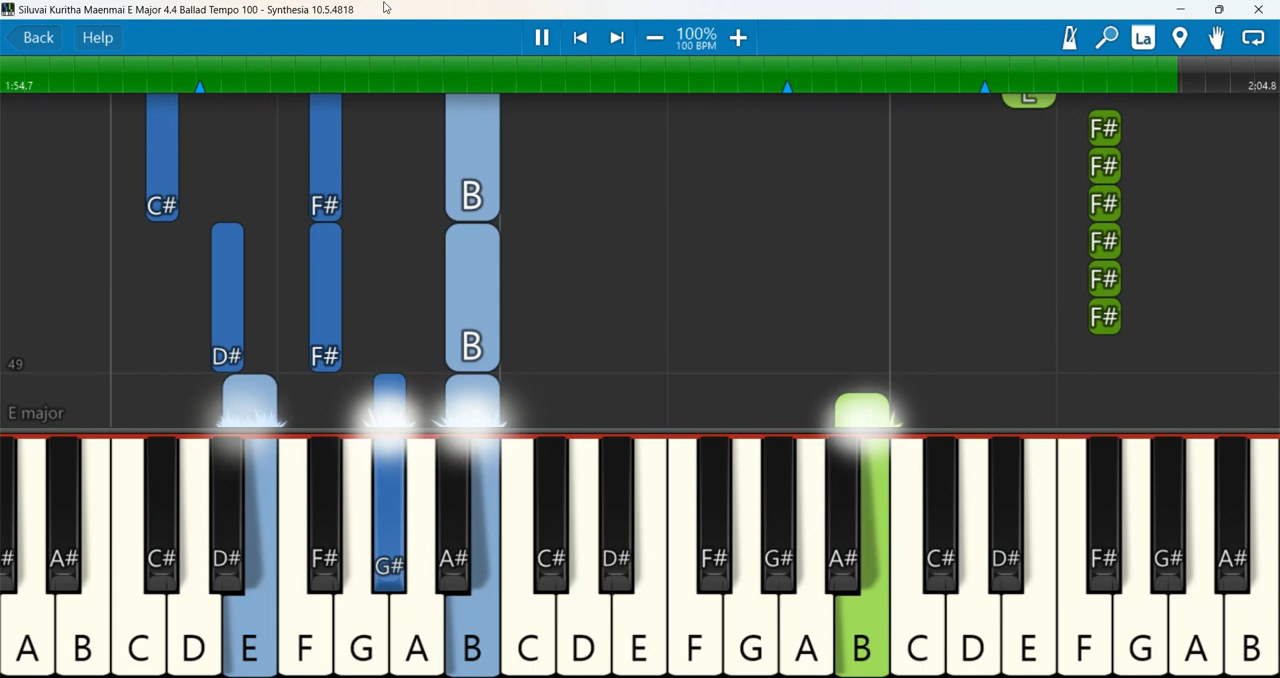 Siluvai Kuritha Maenmai E Major 4.4 Ballad Tempo 100 - Synthesia 10.5.4818
Back Help 100% La
100 BPM
1:54.7 2:04.8
E
F#
F#
C# F# B F#
F#
F#
F#
D# F# B
49
E major
# A# C# D# F# G# A# C# D# F# G# A# C# D# F# G# A#
A B C D E F G A B C D E F G A B C D E F G A B